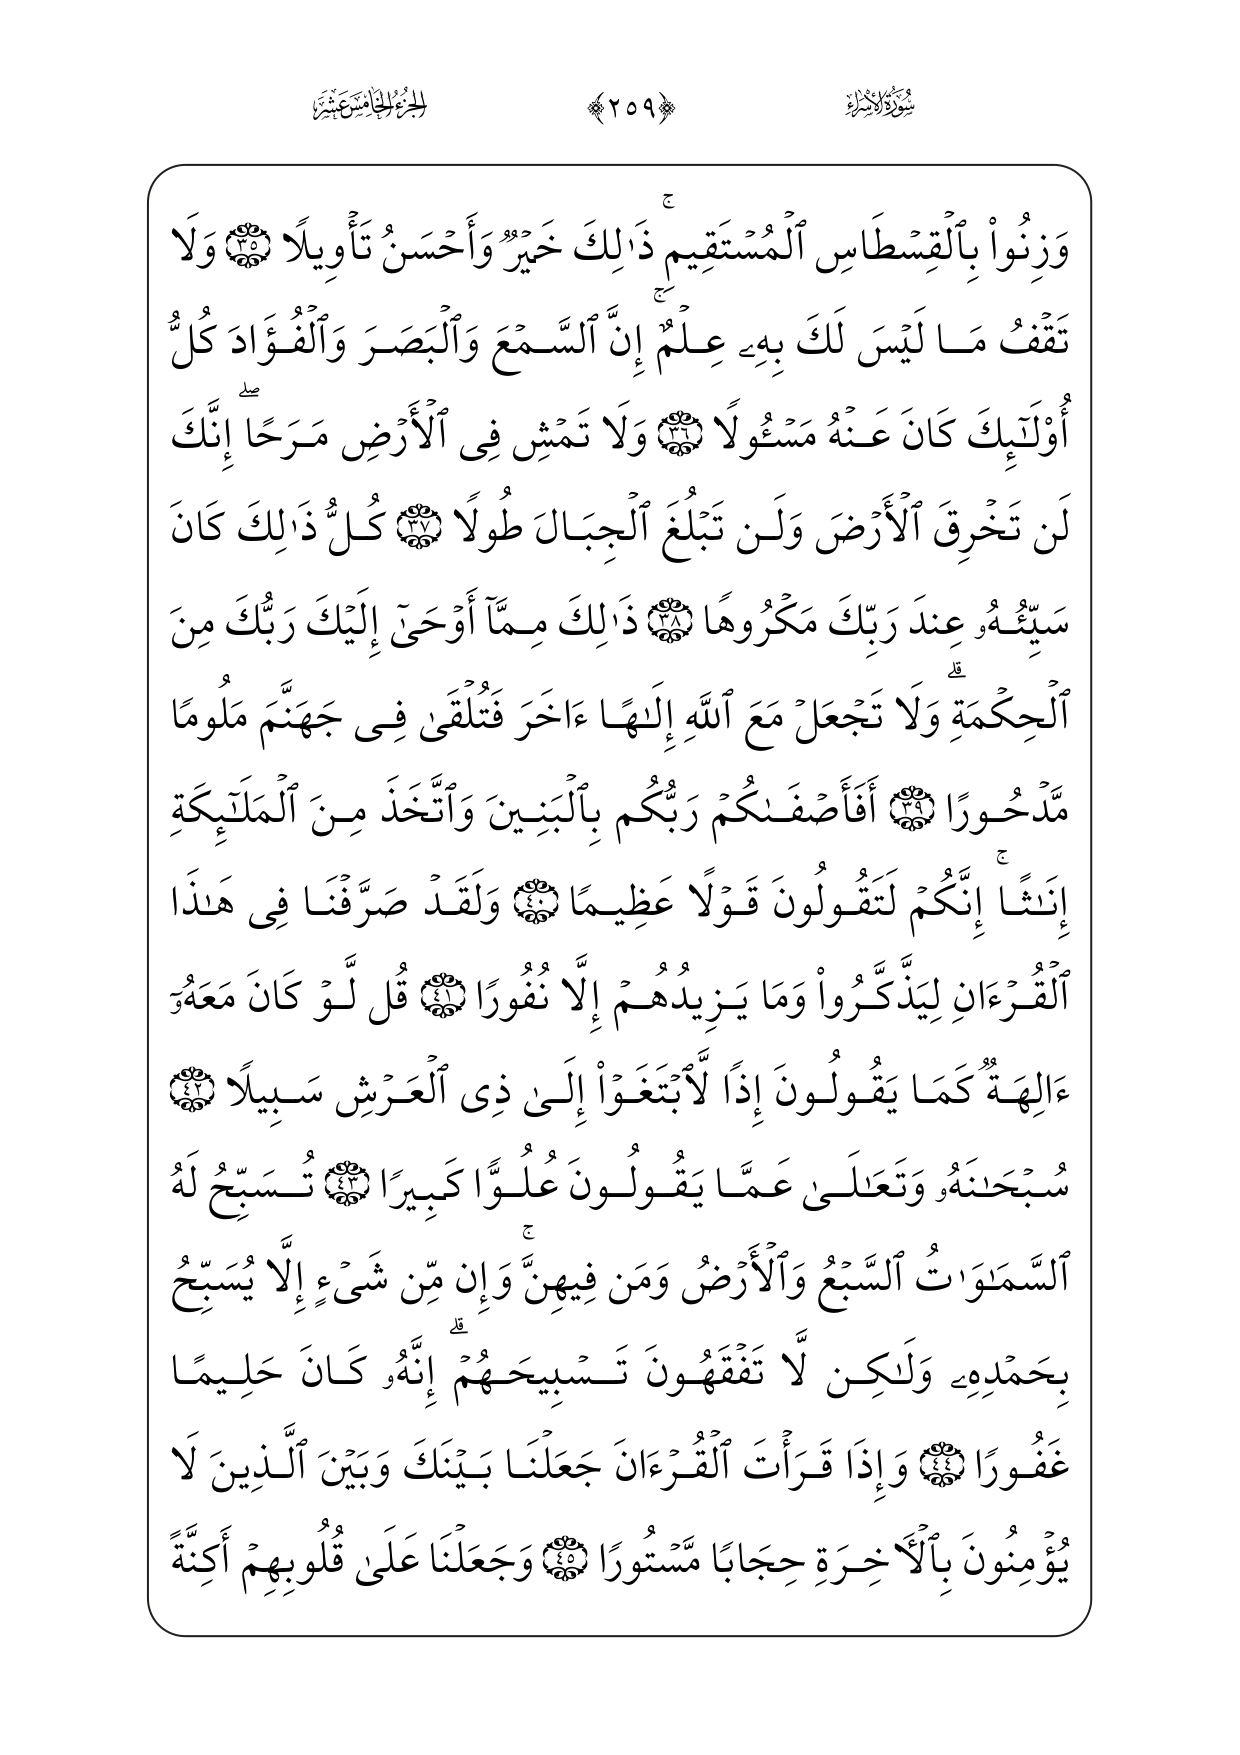 سُورَةُ الإِسْرَاءِ
﴿٢٥٩﴾
الجُزْءُ الخَامِسَ عَشَرَ
وَزِنُوا۟ بِٱلْقِسْطَاسِ ٱلْمُسْتَقِيمِ ۚ ذَٰلِكَ خَيْرٌ وَأَحْسَنُ تَأْوِيلًا ٣٥ وَلَا
تَقْفُ مَا لَيْسَ لَكَ بِهِۦ عِلْمٌ ۚ إِنَّ ٱلسَّمْعَ وَٱلْبَصَرَ وَٱلْفُؤَادَ كُلُّ
أُو۟لَـٰٓئِكَ كَانَ عَنْهُ مَسْـُٔولًا ٣٦ وَلَا تَمْشِ فِى ٱلْأَرْضِ مَرَحًا ۖ إِنَّكَ
لَن تَخْرِقَ ٱلْأَرْضَ وَلَن تَبْلُغَ ٱلْجِبَالَ طُولًا ٣٧ كُلُّ ذَٰلِكَ كَانَ
سَيِّئُهُۥ عِندَ رَبِّكَ مَكْرُوهًا ٣٨ ذَٰلِكَ مِمَّآ أَوْحَىٰٓ إِلَيْكَ رَبُّكَ مِنَ
ٱلْحِكْمَةِ ۗ وَلَا تَجْعَلْ مَعَ ٱللَّهِ إِلَـٰهًا ءَاخَرَ فَتُلْقَىٰ فِى جَهَنَّمَ مَلُومًا
مَّدْحُورًا ٣٩ أَفَأَصْفَىٰكُمْ رَبُّكُم بِٱلْبَنِينَ وَٱتَّخَذَ مِنَ ٱلْمَلَـٰٓئِكَةِ
إِنَـٰثًا ۚ إِنَّكُمْ لَتَقُولُونَ قَوْلًا عَظِيمًا ٤٠ وَلَقَدْ صَرَّفْنَا فِى هَـٰذَا
ٱلْقُرْءَانِ لِيَذَّكَّرُوا۟ وَمَا يَزِيدُهُمْ إِلَّا نُفُورًا ٤١ قُل لَّوْ كَانَ مَعَهُۥٓ
ءَالِهَةٌ كَمَا يَقُولُونَ إِذًا لَّٱبْتَغَوْا۟ إِلَىٰ ذِى ٱلْعَرْشِ سَبِيلًا ٤٢
سُبْحَـٰنَهُۥ وَتَعَـٰلَىٰ عَمَّا يَقُولُونَ عُلُوًّا كَبِيرًا ٤٣ تُسَبِّحُ لَهُ
ٱلسَّمَـٰوَٰتُ ٱلسَّبْعُ وَٱلْأَرْضُ وَمَن فِيهِنَّ ۚ وَإِن مِّن شَىْءٍ إِلَّا يُسَبِّحُ
بِحَمْدِهِۦ وَلَـٰكِن لَّا تَفْقَهُونَ تَسْبِيحَهُمْ ۗ إِنَّهُۥ كَانَ حَلِيمًا
غَفُورًا ٤٤ وَإِذَا قَرَأْتَ ٱلْقُرْءَانَ جَعَلْنَا بَيْنَكَ وَبَيْنَ ٱلَّذِينَ لَا
يُؤْمِنُونَ بِٱلْـَٔاخِرَةِ حِجَابًا مَّسْتُورًا ٤٥ وَجَعَلْنَا عَلَىٰ قُلُوبِهِمْ أَكِنَّةً